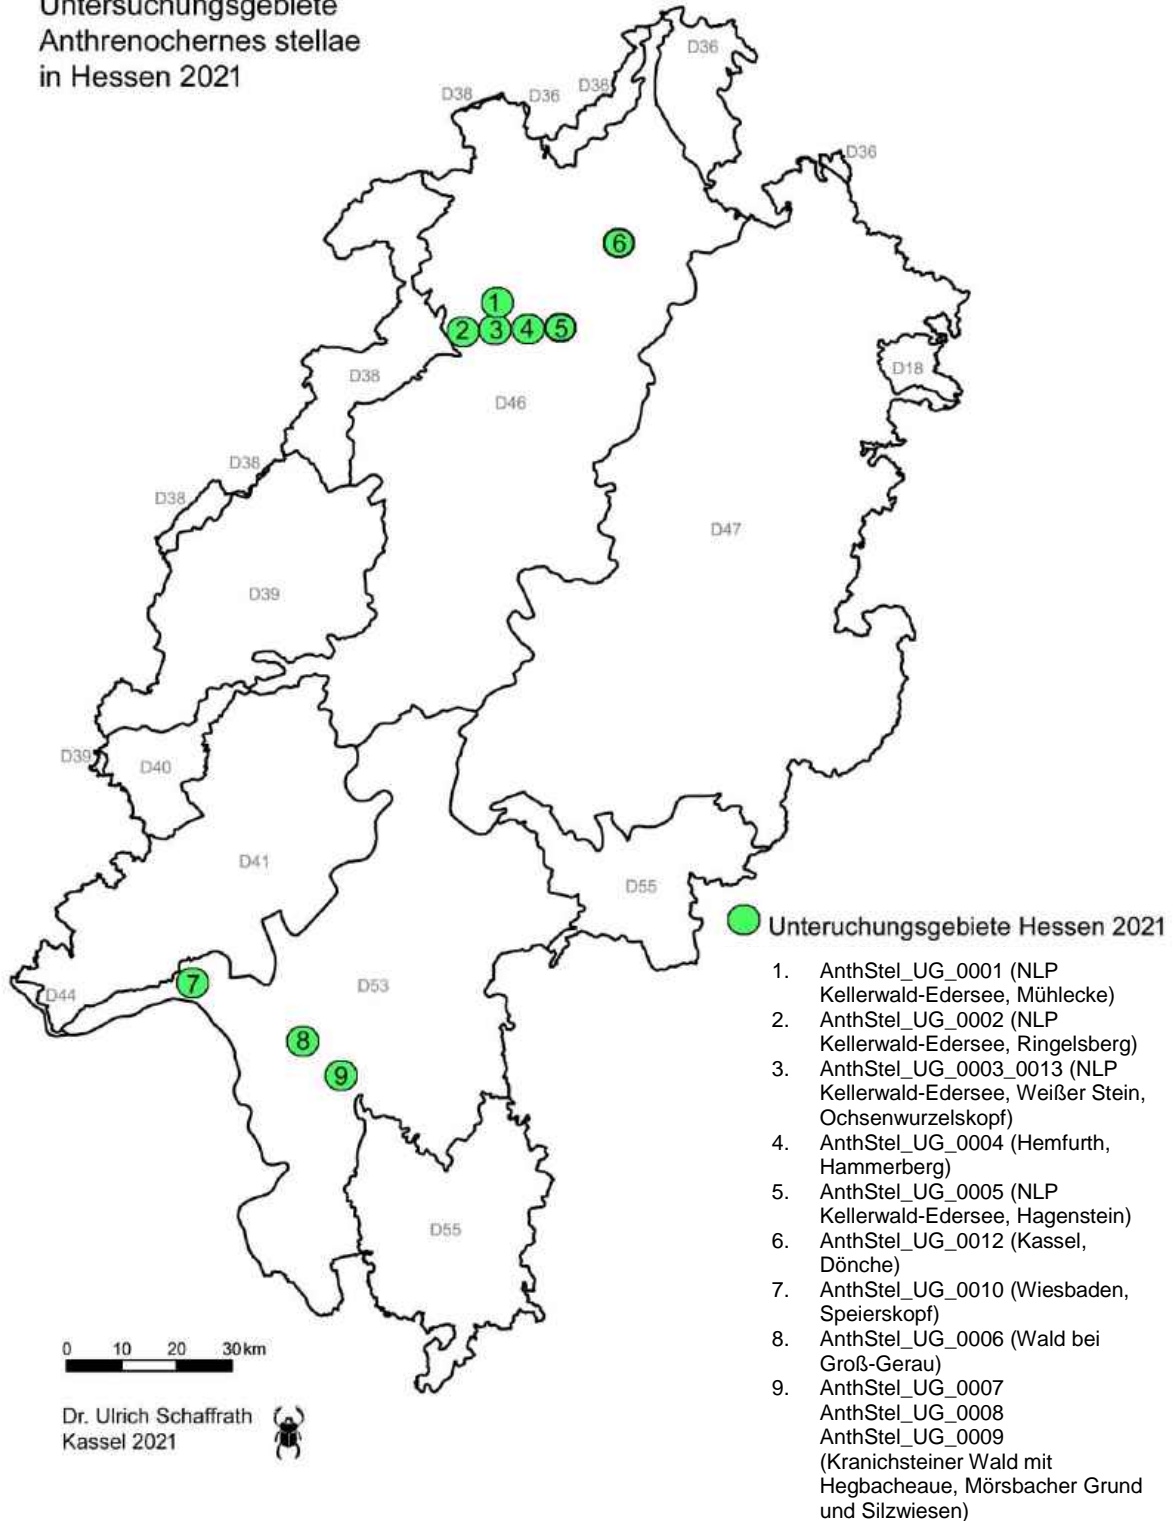 Untersuchungsgebiete
Anthrenochernes stellae
in Hessen 2021
D36
D38
D36
D38
D36
6
1
2
3
4
5
D38
D46
D18
D38
D38
D47
D39
D39
D40
D41
D55
Unteruchungsgebiete Hessen 2021
D44
7
D53
8
9
D55
1. AnthStel_UG_0001 (NLP
Kellerwald-Edersee, Mühlecke)
2. AnthStel_UG_0002 (NLP
Kellerwald-Edersee, Ringelsberg)
3. AnthStel_UG_0003_0013 (NLP
Kellerwald-Edersee, Weißer Stein,
Ochsenwurzelskopf)
4. AnthStel_UG_0004 (Hemfurth,
Hammerberg)
5. AnthStel_UG_0005 (NLP
Kellerwald-Edersee, Hagenstein)
6. AnthStel_UG_0012 (Kassel,
Dönche)
7. AnthStel_UG_0010 (Wiesbaden,
Speierskopf)
8. AnthStel_UG_0006 (Wald bei
Groß-Gerau)
9. AnthStel_UG_0007
AnthStel_UG_0008
AnthStel_UG_0009
(Kranichsteiner Wald mit
Hegbacheaue, Mörsbacher Grund
und Silzwiesen)
0 10 20 30 km
Dr. Ulrich Schaffrath
Kassel 2021